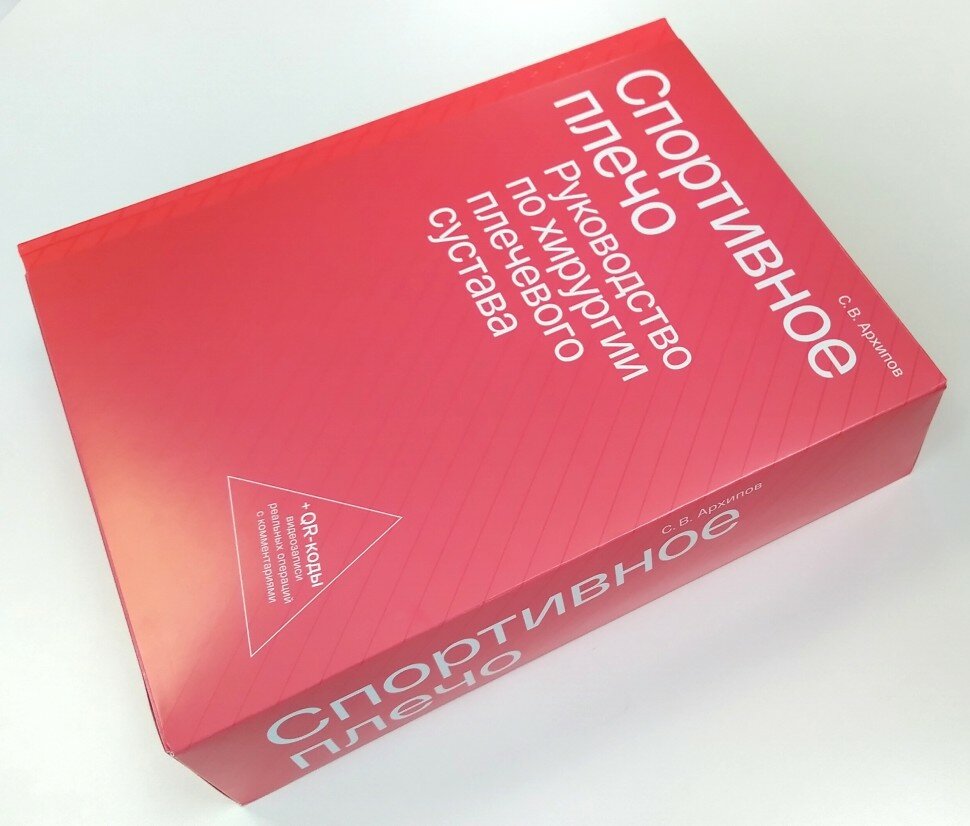 С. В. Архипов
Спортивное
плечо
Руководство
по хирургии
плечевого
сустава
+ QR-коды
видеозаписи
реальных операций
с комментариями
С. В. Архипов
Спортивное
плечо